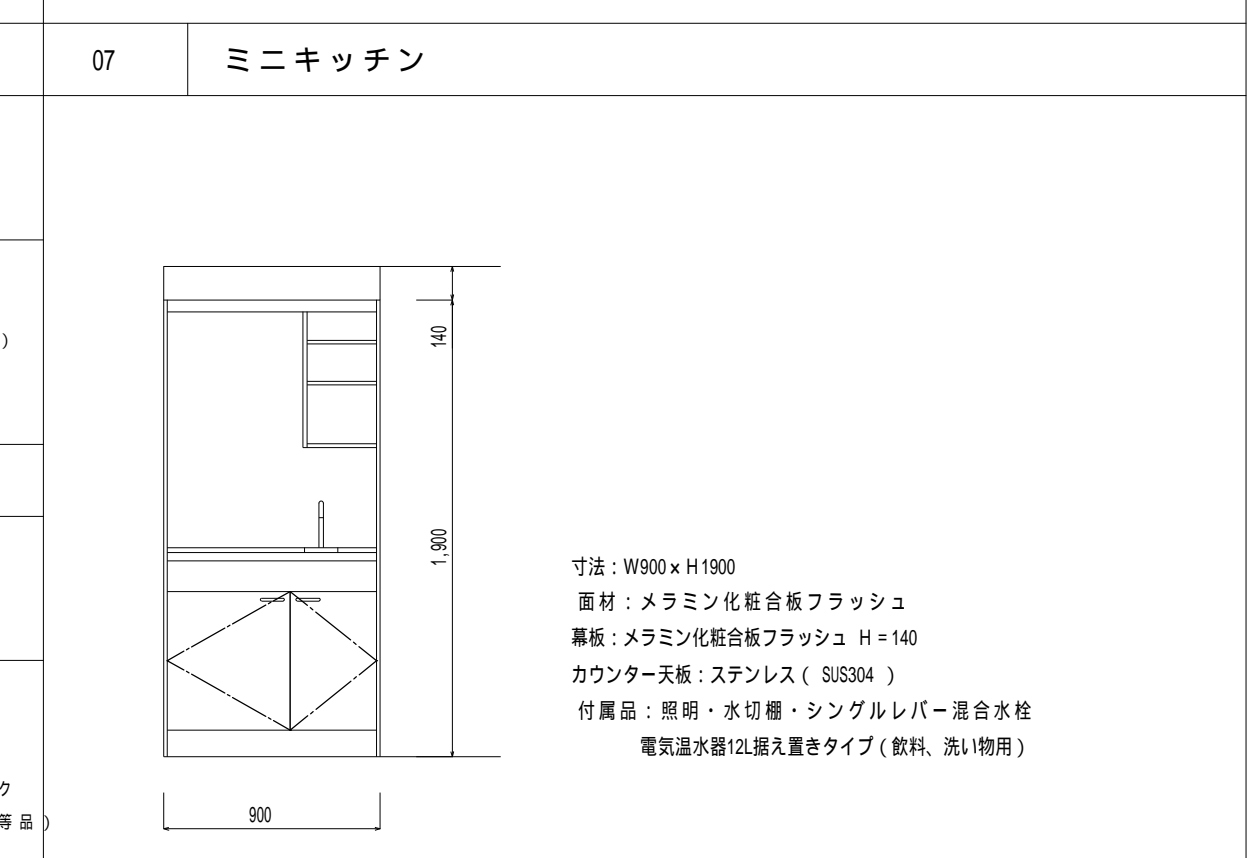 07
ミニキッチン
)
140
1,900
寸法：W900×H1900
面材：メラミン化粧合板フラッシュ
幕板：メラミン化粧合板フラッシュ H=140
カウンター天板：ステンレス（ SUS304 ）
付属品：照明・水切棚・シングルレバー混合水栓
電気温水器12L据え置きタイプ（飲料、洗い物用）
ク
等品）
900